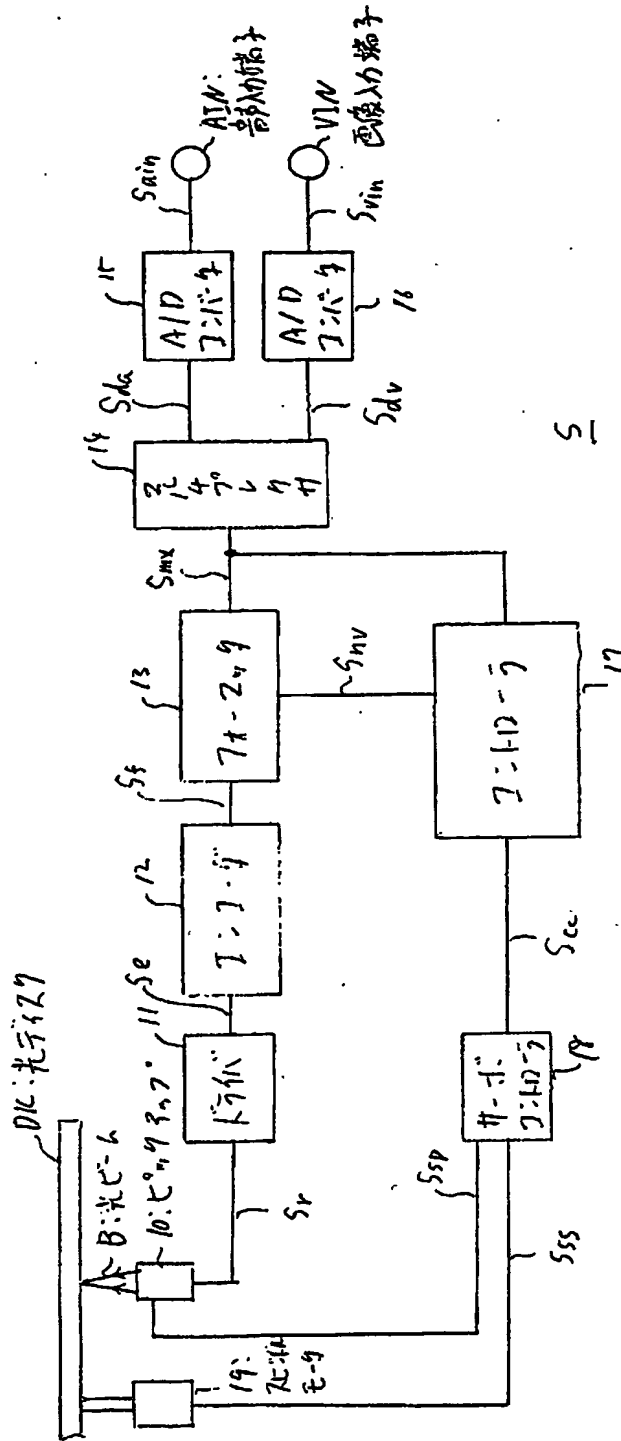 DK:光ディスク
B:光ビーム
10:ピックアップ
11
ドライバ
Se
12
エンコーダ
Sf
13
フォーマッタ
Smx
14
マルチプレクサ
Sda
15
A/D
コンバータ
Sain
AIN:
音声入力端子
Sdv
A/D
コンバータ
16
Svin
VIN
画像入力端子
Sr
Snv
コントローラ
17
Scc
サーボ
コントローラ
18
Ssp
Sss
19:
スピンドル
モータ
S